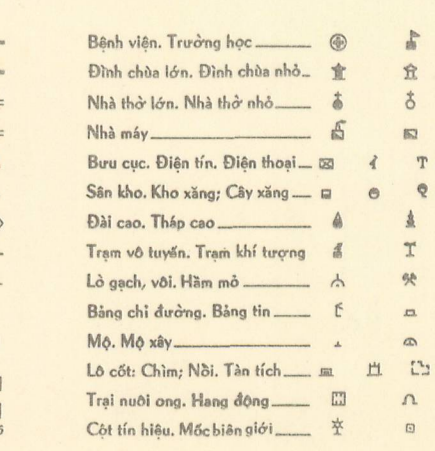 Bệnh viện. Trường học
Đình chùa lớn. Đình chùa nhỏ
Nhà thờ lớn. Nhà thờ nhỏ
Nhà máy
Bưu cục. Điện tín. Điện thoại
Sân kho. Kho xăng; Cây xăng
Đài cao. Tháp cao
Trạm vô tuyến. Trạm khí tượng
Lò gạch, vôi. Hầm mỏ
Bảng chỉ đường. Bảng tin
Mộ. Mộ xây
Lô cốt: Chìm; Nồi. Tàn tích
Trại nuôi ong. Hang động
Cột tín hiệu. Mốc biên giới